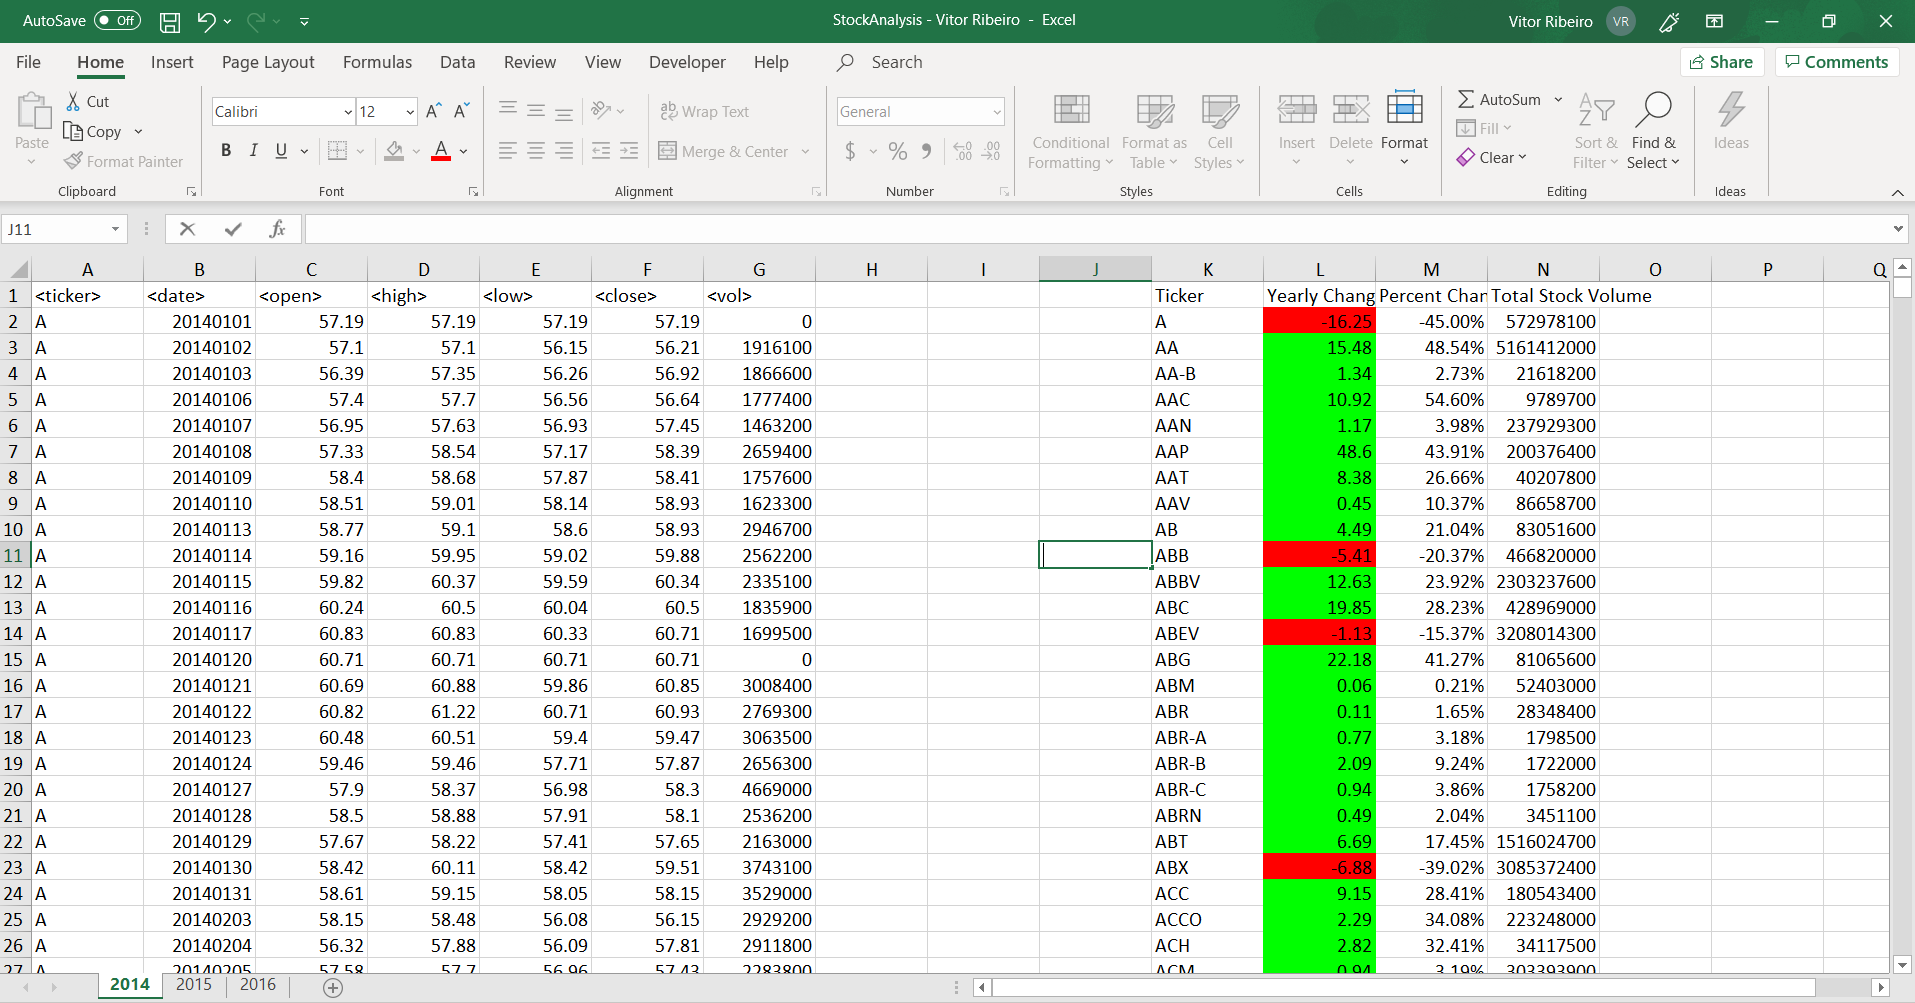 AutoSave Off StockAnalysis - Vitor Ribeiro - Excel Vitor Ribeiro VR
File Home Insert Page Layout Formulas Data Review View Developer Help Search Share Comments
Paste Cut Copy Format Painter Clipboard
Calibri 12 B I U A Font
ab Wrap Text Merge & Center Alignment
General $ % Number
Conditional Formatting Format as Table Cell Styles Styles
Insert Delete Format Cells
AutoSum Fill Clear Sort & Filter Find & Select Editing
Ideas Ideas
J11 fx
A B C D E F G H I J K L M N O P Q
1 <ticker> <date> <open> <high> <low> <close> <vol> Ticker Yearly Chang Percent Chan Total Stock Volume
2 A 20140101 57.19 57.19 57.19 57.19 0 A -16.25 -45.00% 572978100
3 A 20140102 57.1 57.1 56.15 56.21 1916100 AA 15.48 48.54% 5161412000
4 A 20140103 56.39 57.35 56.26 56.92 1866600 AA-B 1.34 2.73% 21618200
5 A 20140106 57.4 57.7 56.56 56.64 1777400 AAC 10.92 54.60% 9789700
6 A 20140107 56.95 57.63 56.93 57.45 1463200 AAN 1.17 3.98% 237929300
7 A 20140108 57.33 58.54 57.17 58.39 2659400 AAP 48.6 43.91% 200376400
8 A 20140109 58.4 58.68 57.87 58.41 1757600 AAT 8.38 26.66% 40207800
9 A 20140110 58.51 59.01 58.14 58.93 1623300 AAV 0.45 10.37% 86658700
10 A 20140113 58.77 59.1 58.6 58.93 2946700 AB 4.49 21.04% 83051600
11 A 20140114 59.16 59.95 59.02 59.88 2562200 ABB -5.41 -20.37% 466820000
12 A 20140115 59.82 60.37 59.59 60.34 2335100 ABBV 12.63 23.92% 2303237600
13 A 20140116 60.24 60.5 60.04 60.5 1835900 ABC 19.85 28.23% 428969000
14 A 20140117 60.83 60.83 60.33 60.71 1699500 ABEV -1.13 -15.37% 3208014300
15 A 20140120 60.71 60.71 60.71 60.71 0 ABG 22.18 41.27% 81065600
16 A 20140121 60.69 60.88 59.86 60.85 3008400 ABM 0.06 0.21% 52403000
17 A 20140122 60.82 61.22 60.71 60.93 2769300 ABR 0.11 1.65% 28348400
18 A 20140123 60.48 60.51 59.4 59.47 3063500 ABR-A 0.77 3.18% 1798500
19 A 20140124 59.46 59.46 57.71 57.87 2656300 ABR-B 2.09 9.24% 1722000
20 A 20140127 57.9 58.37 56.98 58.3 4669000 ABR-C 0.94 3.86% 1758200
21 A 20140128 58.5 58.88 57.91 58.1 2536200 ABRN 0.49 2.04% 3451100
22 A 20140129 57.67 58.22 57.41 57.65 2163000 ABT 6.69 17.45% 1516024700
23 A 20140130 58.42 60.11 58.42 59.51 3743100 ABX -6.88 -39.02% 3085372400
24 A 20140131 58.61 59.15 58.05 58.15 3529000 ACC 9.15 28.41% 180543400
25 A 20140203 58.15 58.48 56.08 56.15 2929200 ACCO 2.29 34.08% 223248000
26 A 20140204 56.32 57.88 56.09 57.81 2911800 ACH 2.82 32.41% 34117500
27 A 20140205 57.58 57.7 56.96 57.43 2283800 ACM 0.94 3.19% 303393900
2014 2015 2016